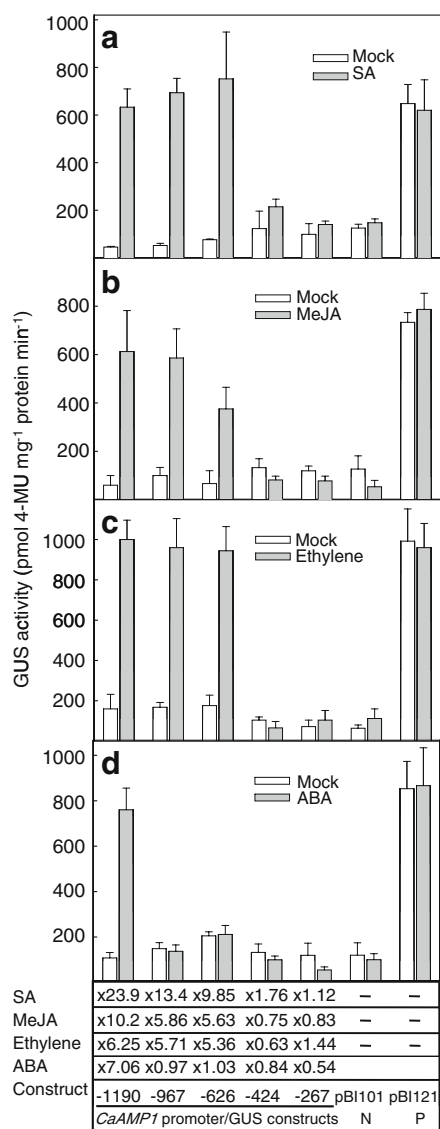 a
1000
800
600
400
200
Mock
SA
b
800
600
400
200
Mock
MeJA
c
1000
800
600
400
200
Mock
Ethylene
d
1000
800
600
400
200
Mock
ABA
GUS activity (pmol 4-MU mg⁻¹ protein min⁻¹)
SA x23.9 x13.4 x9.85 x1.76 x1.12 – –
MeJA x10.2 x5.86 x5.63 x0.75 x0.83 – –
Ethylene x6.25 x5.71 x5.36 x0.63 x1.44 – –
ABA x7.06 x0.97 x1.03 x0.84 x0.54
Construct -1190 -967 -626 -424 -267 pBI101 pBI121
CaAMP1 promoter/GUS constructs N P